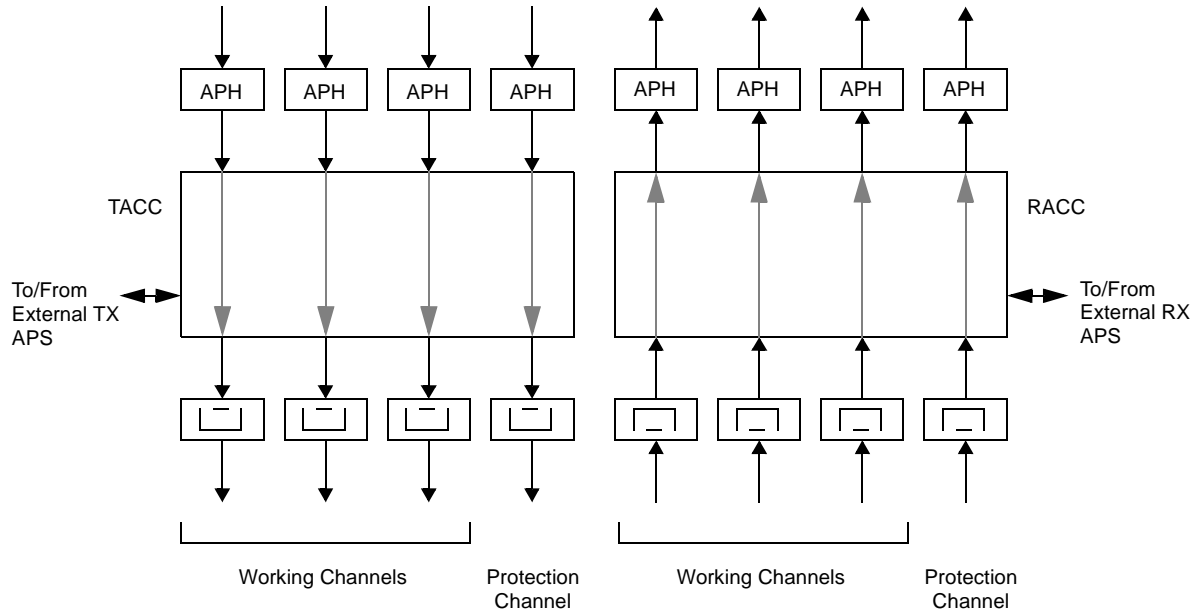 APH APH APH APH APH APH APH APH
TACC
RACC
To/From
External TX
APS
To/From
External RX
APS
Working Channels
Protection
Channel
Working Channels
Protection
Channel